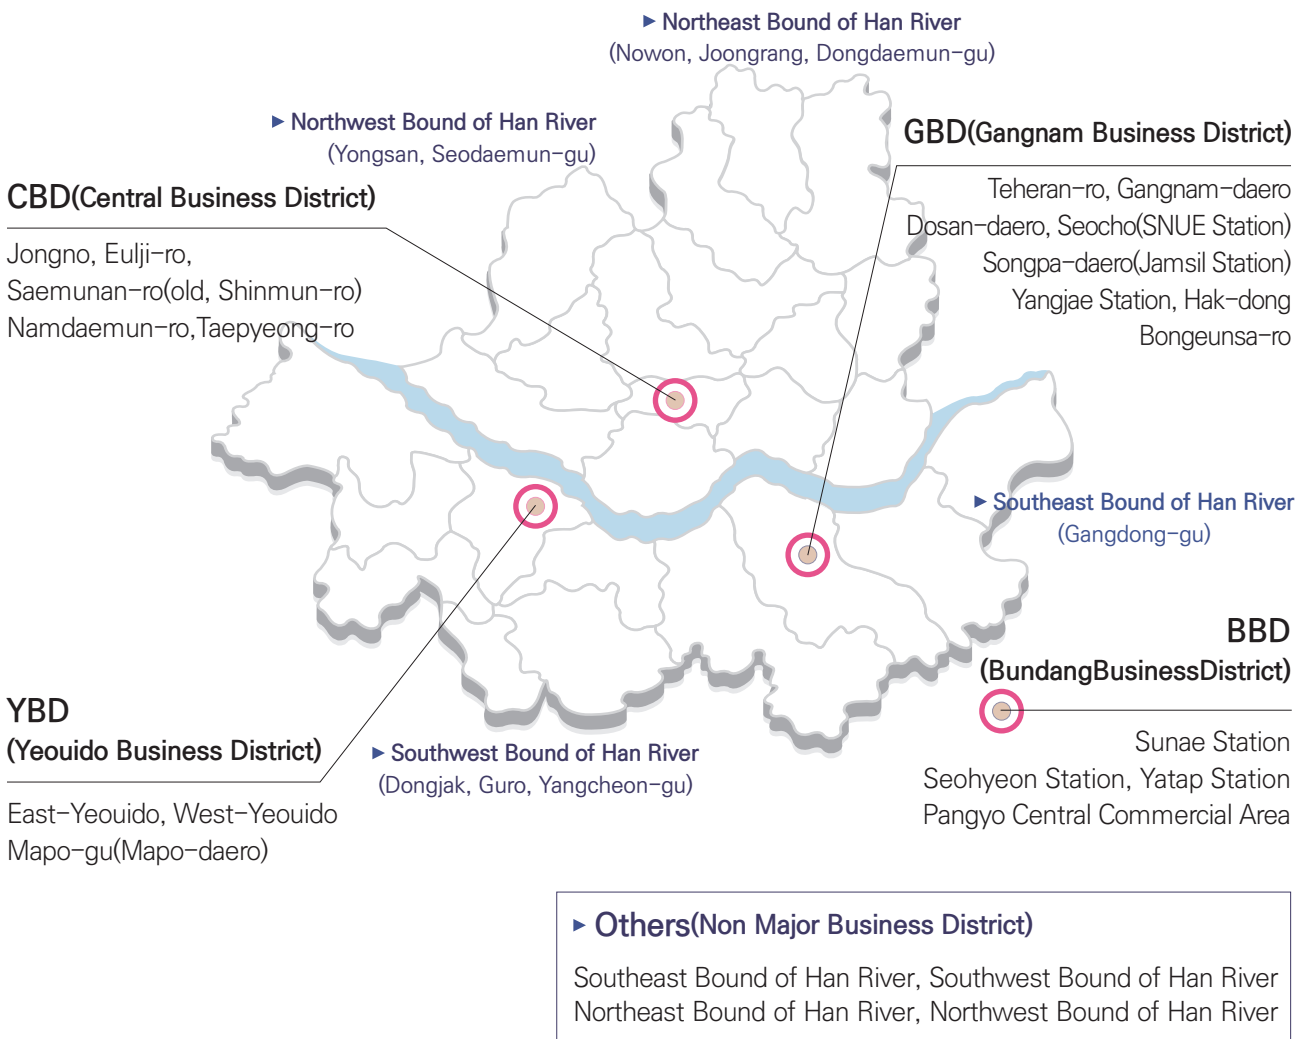 ▶ Northeast Bound of Han River
(Nowon, Joongrang, Dongdaemun-gu)
▶ Northwest Bound of Han River
(Yongsan, Seodaemun-gu)
CBD(Central Business District)
Jongno, Eulji-ro,
Saemunan-ro(old, Shinmun-ro)
Namdaemun-ro,Taepyeong-ro
GBD(Gangnam Business District)
Teheran-ro, Gangnam-daero
Dosan-daero, Seocho(SNUE Station)
Songpa-daero(Jamsil Station)
Yangjae Station, Hak-dong
Bongeunsa-ro
▶ Southeast Bound of Han River
(Gangdong-gu)
BBD
(BundangBusinessDistrict)
Sunae Station
Seohyeon Station, Yatap Station
Pangyo Central Commercial Area
YBD
(Yeouido Business District)
East-Yeouido, West-Yeouido
Mapo-gu(Mapo-daero)
▶ Southwest Bound of Han River
(Dongjak, Guro, Yangcheon-gu)
▶ Others(Non Major Business District)
Southeast Bound of Han River, Southwest Bound of Han River
Northeast Bound of Han River, Northwest Bound of Han River